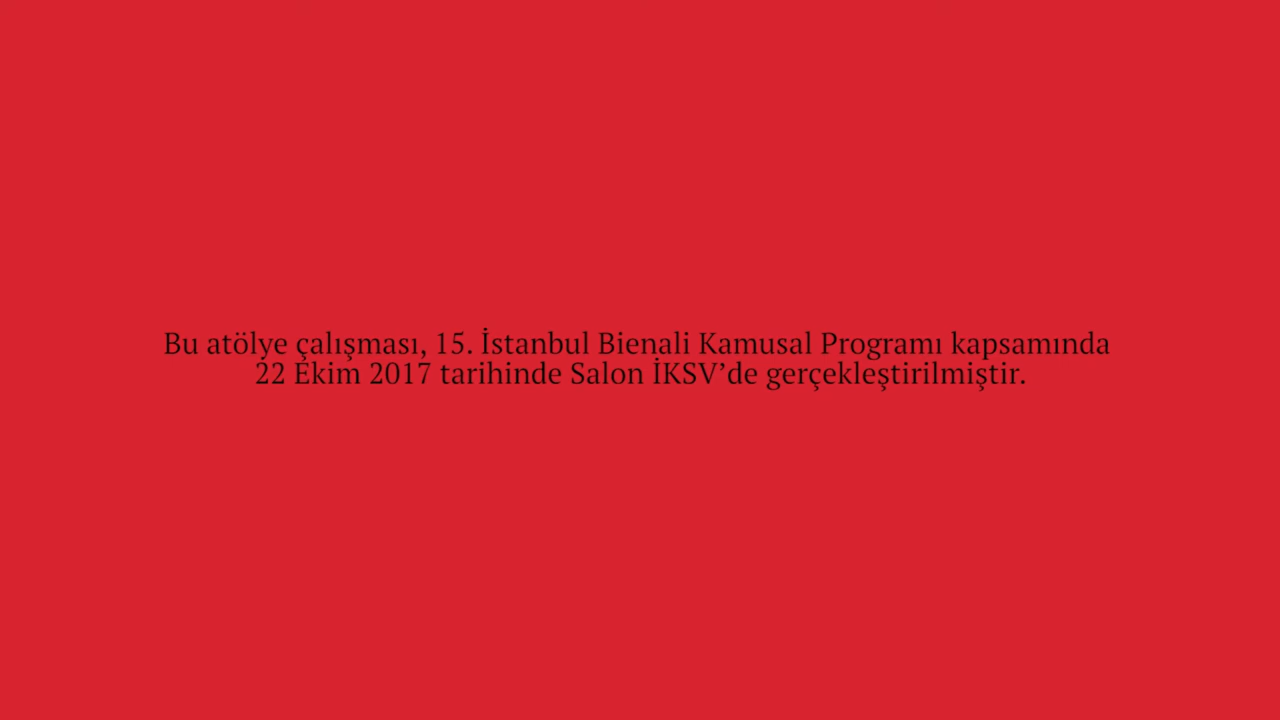 Bu atölye çalışması, 15. İstanbul Bienali Kamusal Programı kapsamında
22 Ekim 2017 tarihinde Salon İKSV’de gerçekleştirilmiştir.